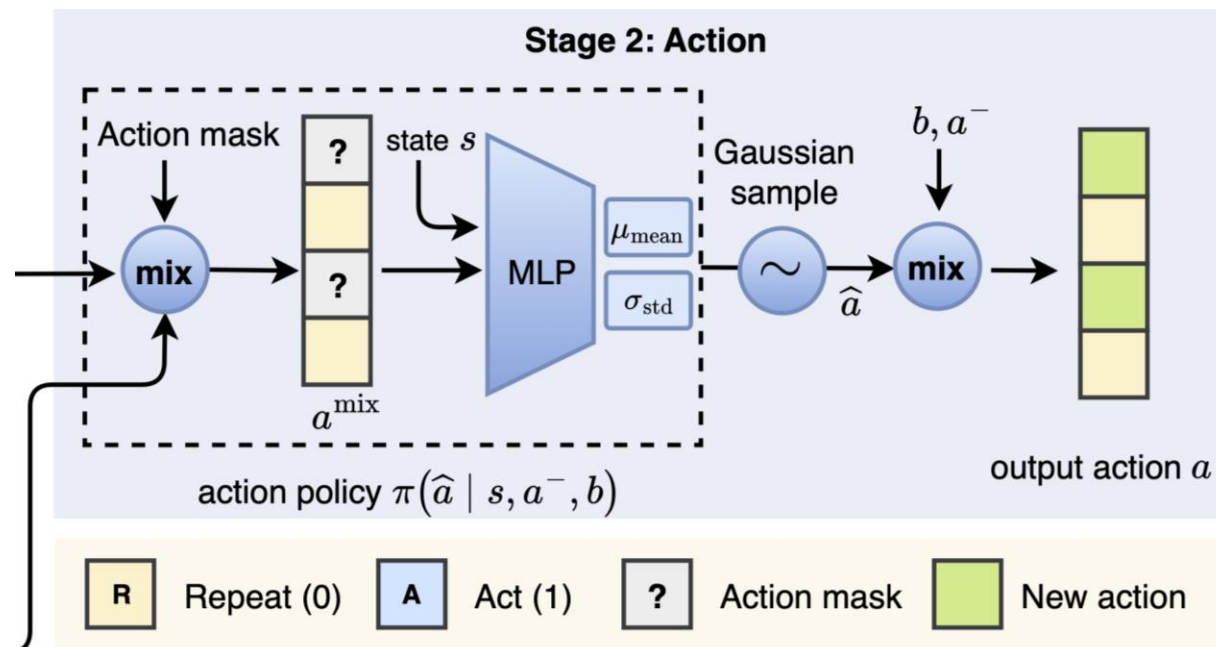 Stage 2: Action
Action mask
mix
?
?
a^mix
state s
MLP
μ_mean
σ_std
Gaussian
sample
∼
â
b, a⁻
mix
output action a
action policy π(â | s, a⁻, b)
R Repeat (0)
A Act (1)
? Action mask
New action